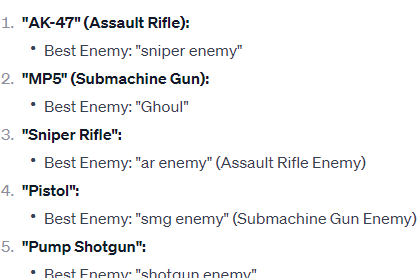 1. "AK-47" (Assault Rifle):
• Best Enemy: "sniper enemy"
2. "MP5" (Submachine Gun):
• Best Enemy: "Ghoul"
3. "Sniper Rifle":
• Best Enemy: "ar enemy" (Assault Rifle Enemy)
4. "Pistol":
• Best Enemy: "smg enemy" (Submachine Gun Enemy)
5. "Pump Shotgun":
• Best Enemy: "shotgun enemy"